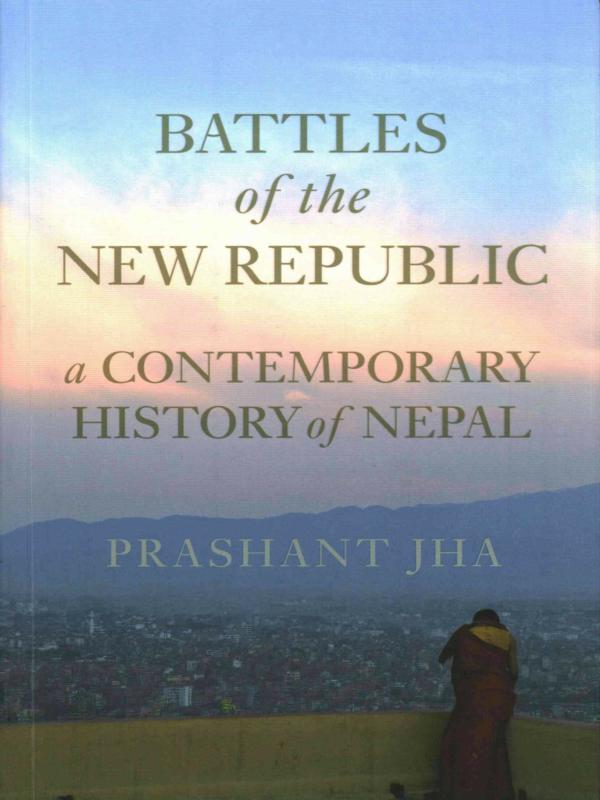 BATTLES
of the
NEW REPUBLIC
a CONTEMPORARY
HISTORY of NEPAL
PRASHANT JHA